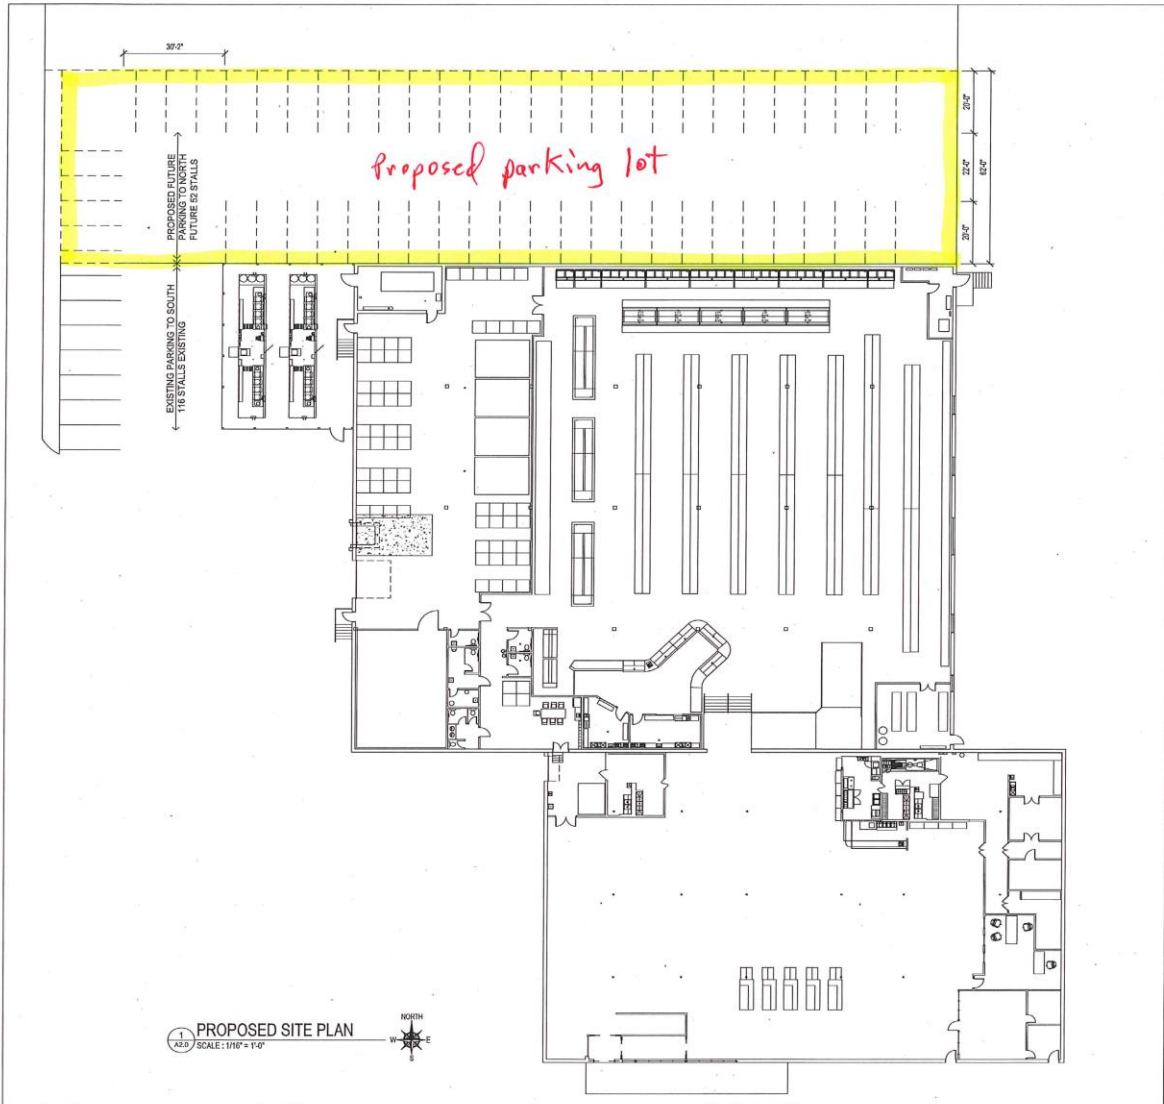 30'-2"
20'-0"
22'-0"
62'-0"
20'-0"
Proposed parking lot
PROPOSED FUTURE
PARKING TO NORTH
FUTURE 52 STALLS
EXISTING PARKING TO SOUTH
116 STALLS EXISTING
1
A2.0
PROPOSED SITE PLAN
SCALE : 1/16" = 1'-0"
NORTH
W E
S